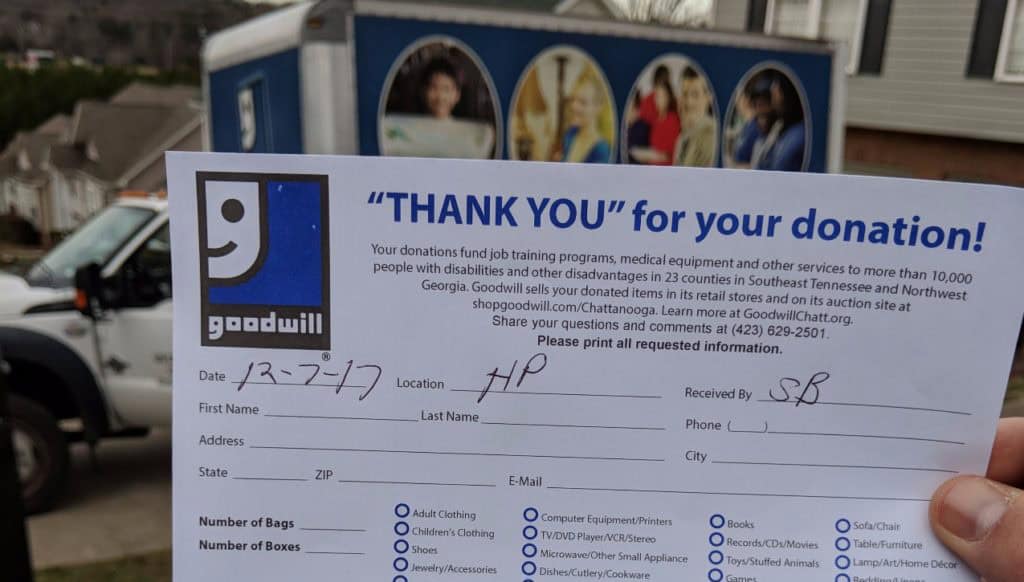 “THANK YOU” for your donation!
Your donations fund job training programs, medical equipment and other services to more than 10,000
people with disabilities and other disadvantages in 23 counties in Southeast Tennessee and Northwest
Georgia. Goodwill sells your donated items in its retail stores and on its auction site at
shopgoodwill.com/Chattanooga. Learn more at GoodwillChatt.org.
Share your questions and comments at (423) 629-2501.
Please print all requested information.
goodwill
®
Date 12-7-17 Location HP Received By SB
First Name Last Name Phone ( )
Address City
State ZIP E-Mail
Number of Bags
Number of Boxes
Adult Clothing
Children's Clothing
Shoes
Jewelry/Accessories
Computer Equipment/Printers
TV/DVD Player/VCR/Stereo
Microwave/Other Small Appliance
Dishes/Cutlery/Cookware
Books
Records/CDs/Movies
Toys/Stuffed Animals
Games
Sofa/Chair
Table/Furniture
Lamp/Art/Home Décor
Bedding/Linens